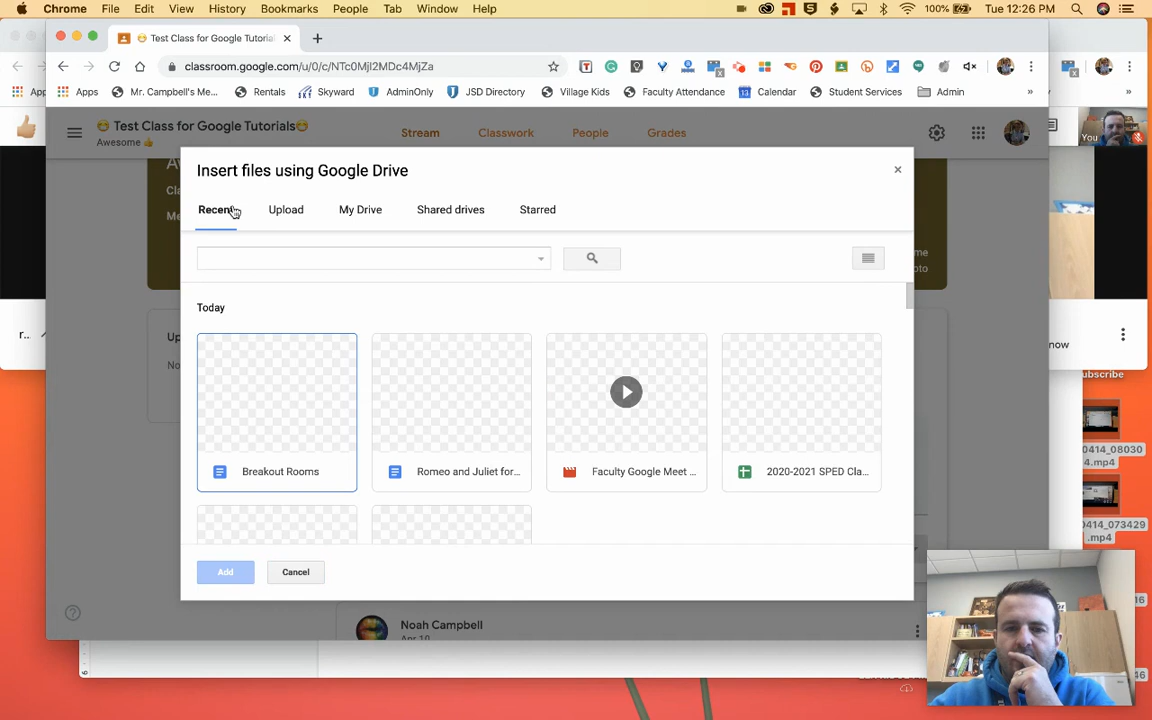 Chrome File Edit View History Bookmarks People Tab Window Help 100% Tue 12:26 PM
😀 Test Class for Google Tutorial
classroom.google.com/u/0/c/NTc0MjI2MDc4MjZa
Apps Mr. Campbell's Me... Rentals Skyward AdminOnly JSD Directory Village Kids Faculty Attendance Calendar Student Services Admin »
😀 Test Class for Google Tutorials😀
Awesome 👍
Stream Classwork People Grades
You
Insert files using Google Drive
Recent Upload My Drive Shared drives Starred
Today
Breakout Rooms
Romeo and Juliet for...
Faculty Google Meet ...
2020-2021 SPED Cla...
r...
now
ubscribe
0414_08030
4.mp4
0414_073429
.mp4
Add Cancel
Noah Campbell
Apr 10